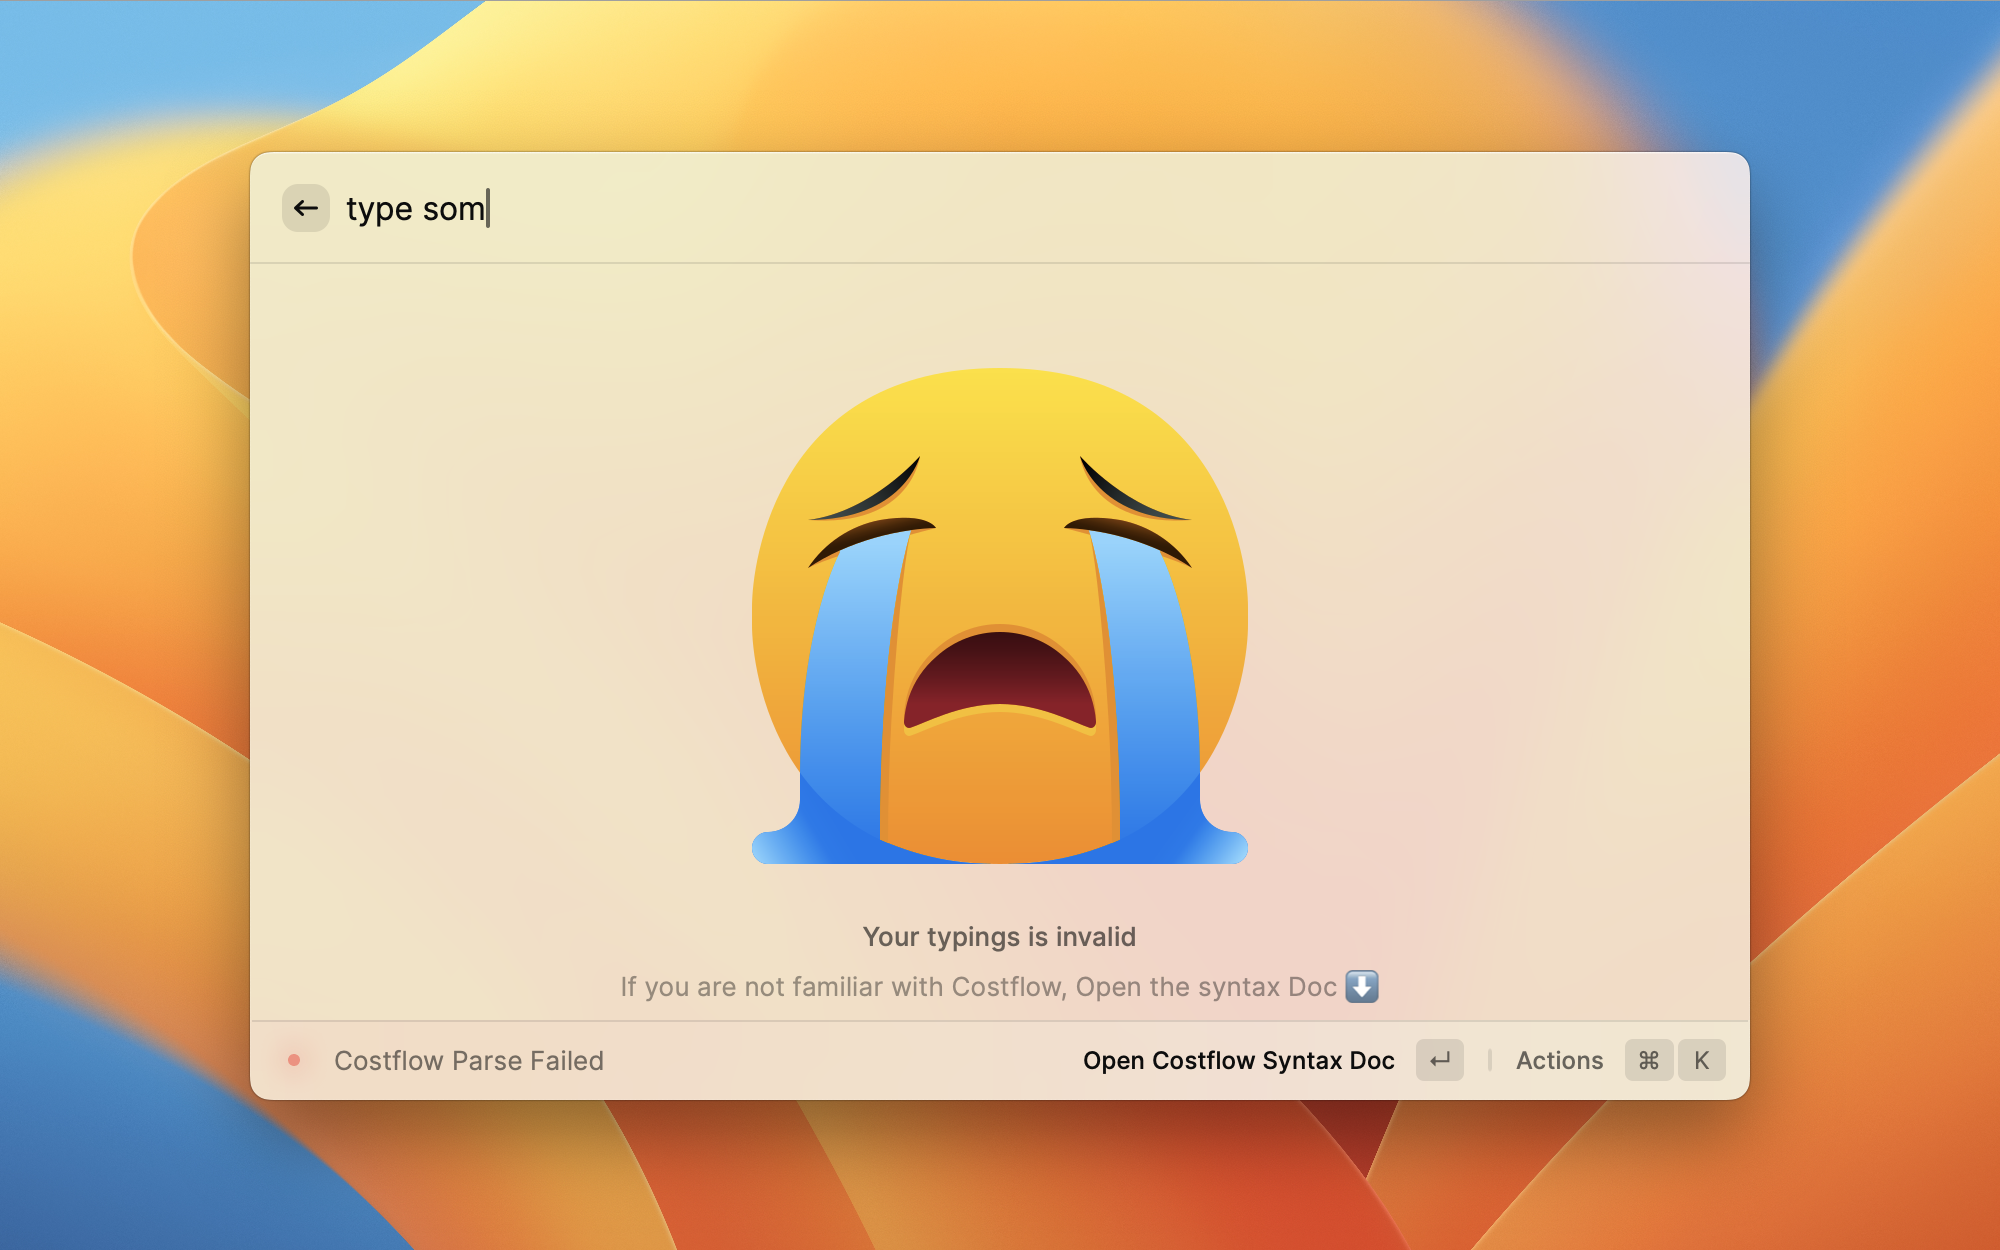 type som
Your typings is invalid
If you are not familiar with Costflow, Open the syntax Doc ⬇️
Costflow Parse Failed
Open Costflow Syntax Doc ↵ | Actions ⌘ K